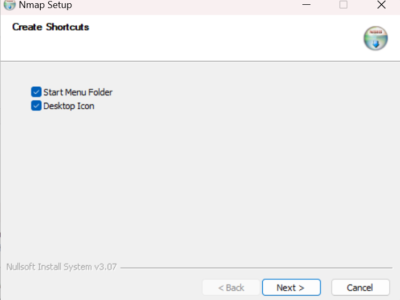 Nmap Setup
Create Shortcuts
Start Menu Folder
Desktop Icon
Nullsoft Install System v3.07
< Back Next > Cancel